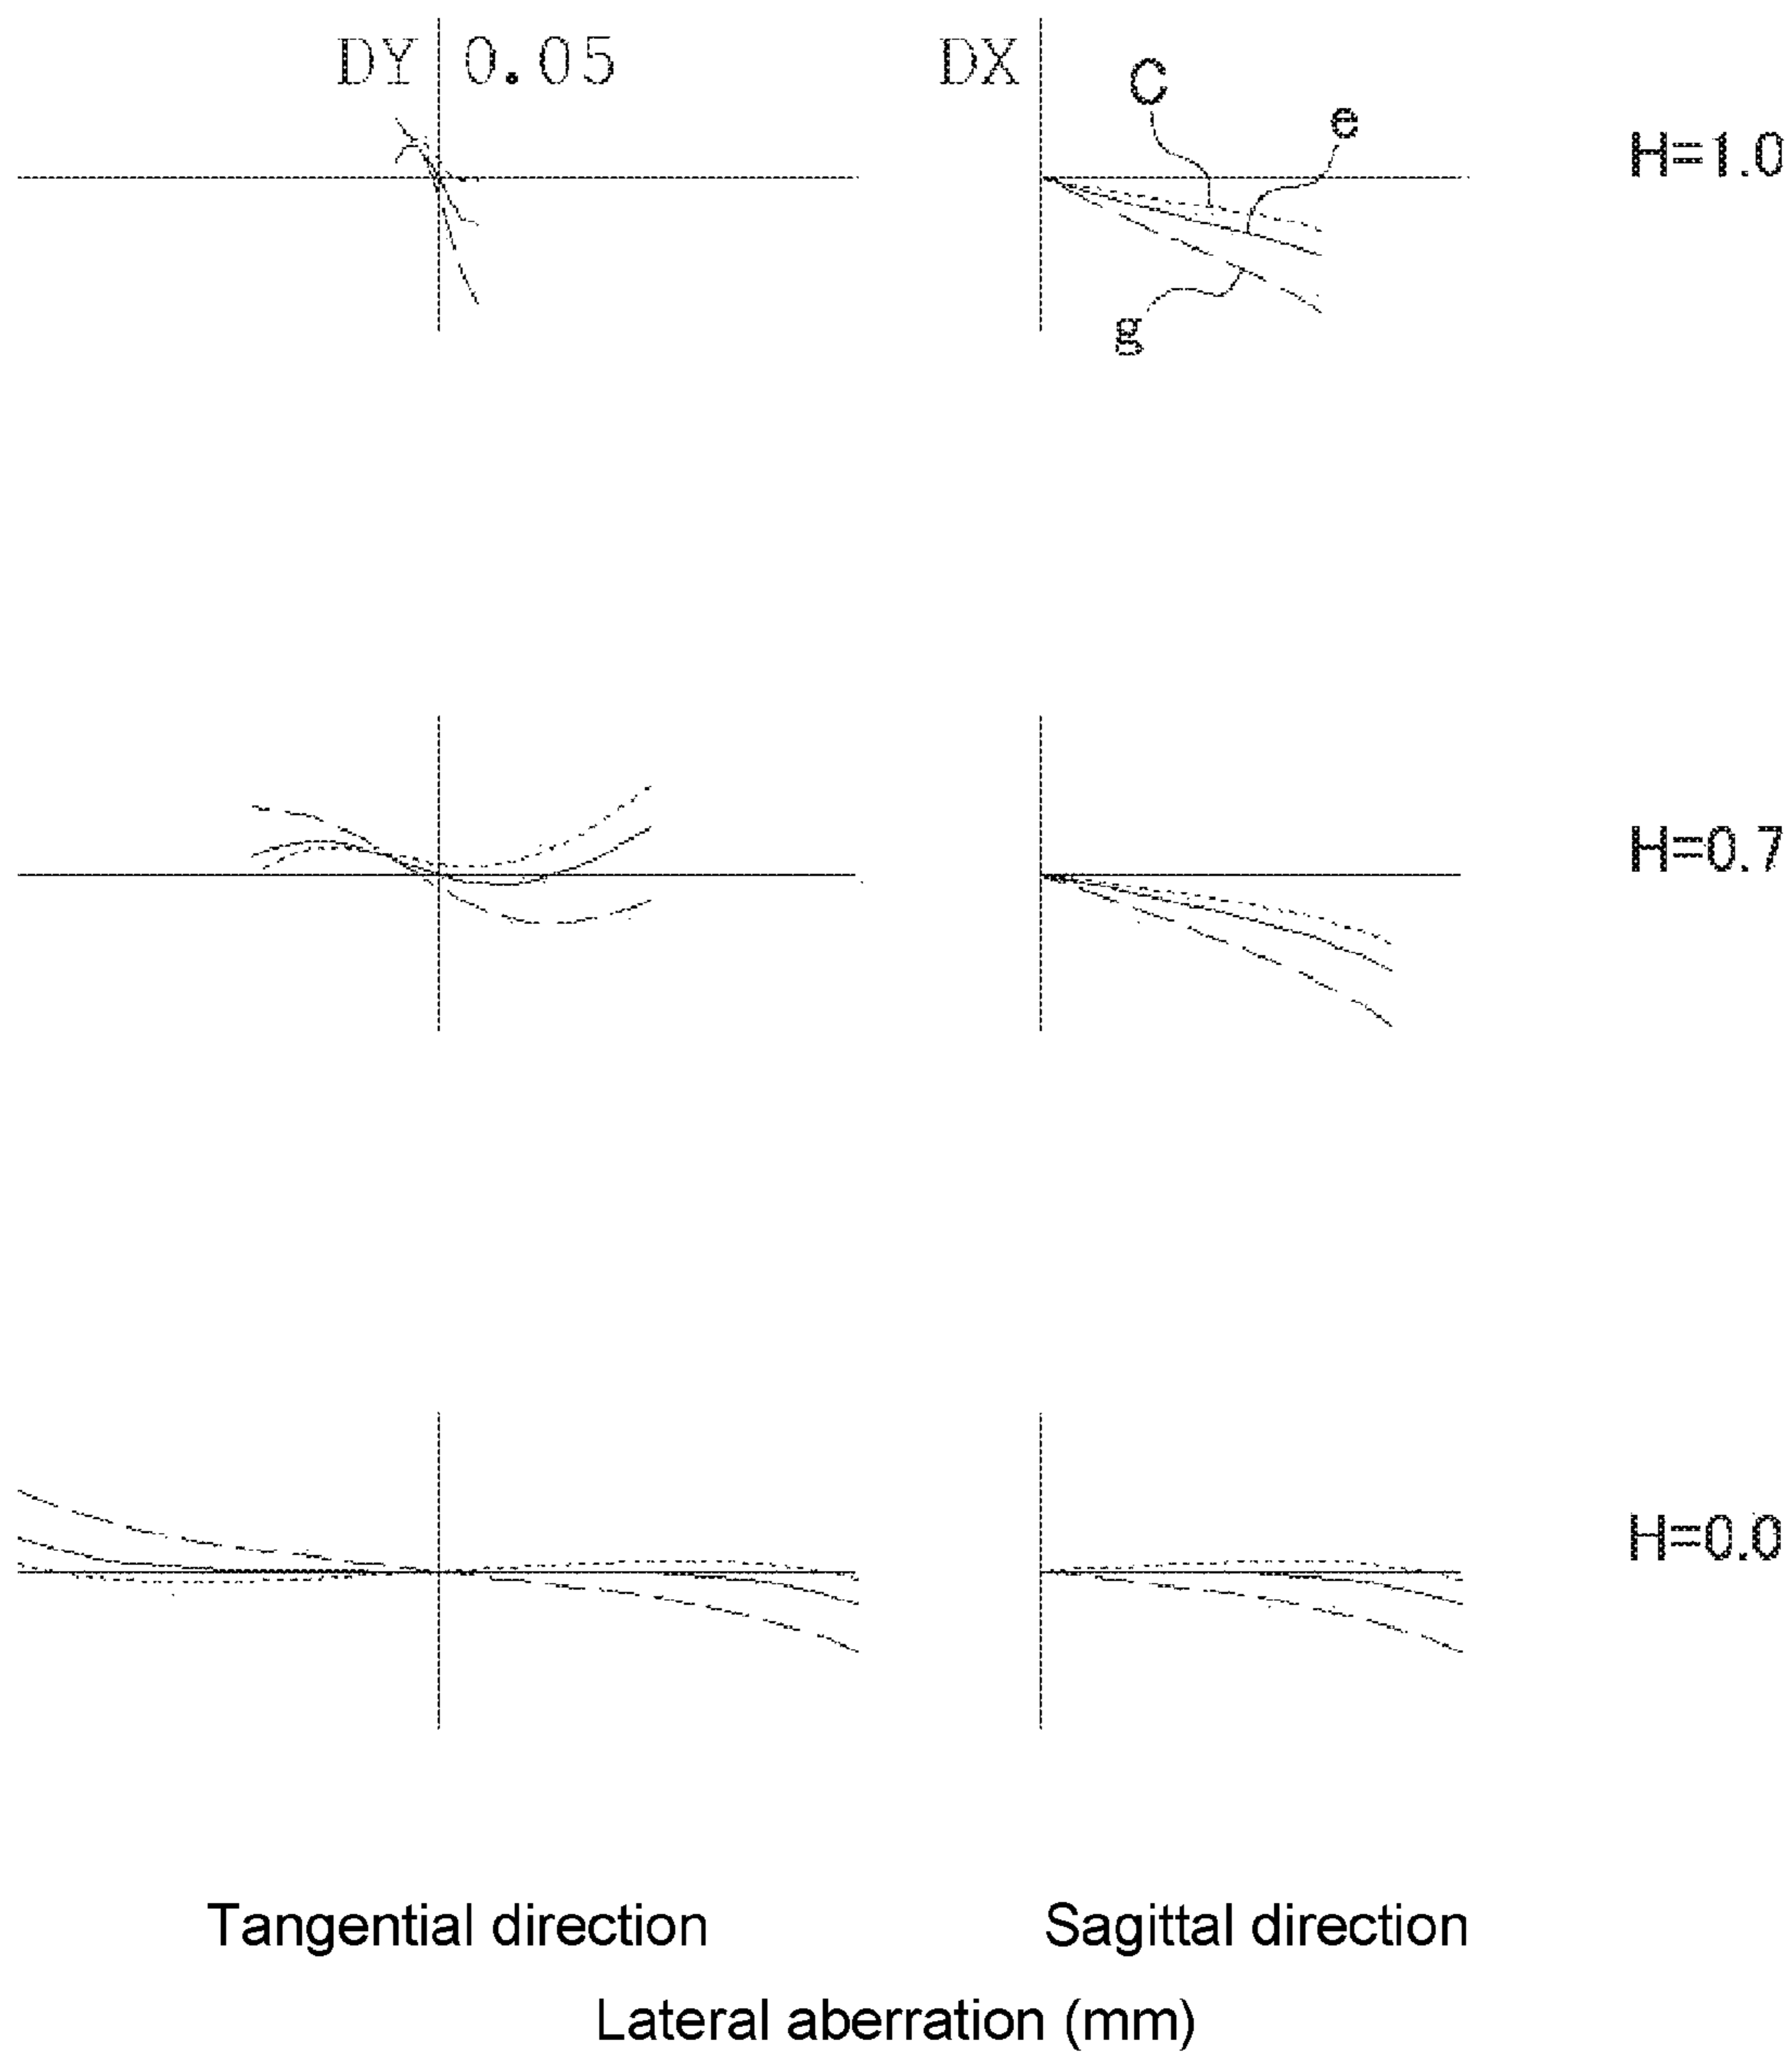 DY 0.05 DX
C
e
H=1.0
g
H=0.7
H=0.0
Tangential direction Sagittal direction
Lateral aberration (mm)